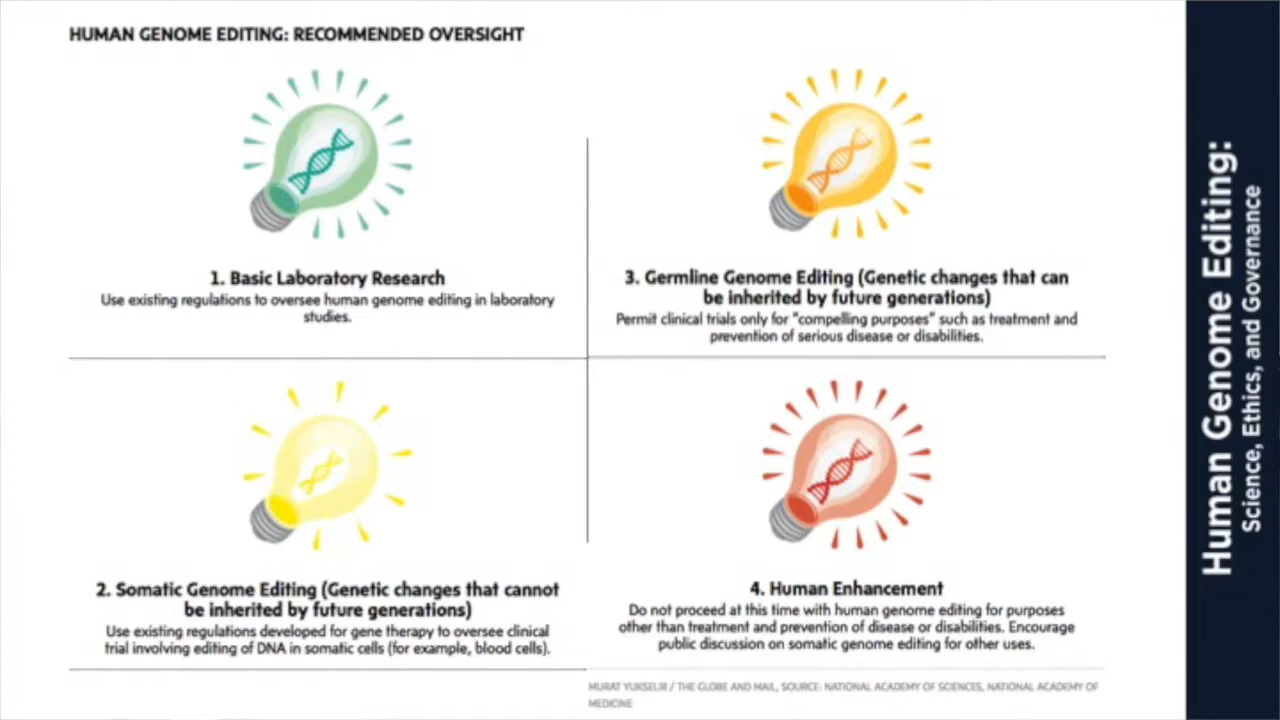 HUMAN GENOME EDITING: RECOMMENDED OVERSIGHT
1. Basic Laboratory Research
Use existing regulations to oversee human genome editing in laboratory
studies.
3. Germline Genome Editing (Genetic changes that can
be inherited by future generations)
Permit clinical trials only for "compelling purposes" such as treatment and
prevention of serious disease or disabilities.
2. Somatic Genome Editing (Genetic changes that cannot
be inherited by future generations)
Use existing regulations developed for gene therapy to oversee clinical
trial involving editing of DNA in somatic cells (for example, blood cells).
4. Human Enhancement
Do not proceed at this time with human genome editing for purposes
other than treatment and prevention of disease or disabilities. Encourage
public discussion on somatic genome editing for other uses.
MURAT YUKSELIR / THE GLOBE AND MAIL, SOURCE: NATIONAL ACADEMY OF SCIENCES, NATIONAL ACADEMY OF
MEDICINE
Human Genome Editing:
Science, Ethics, and Governance